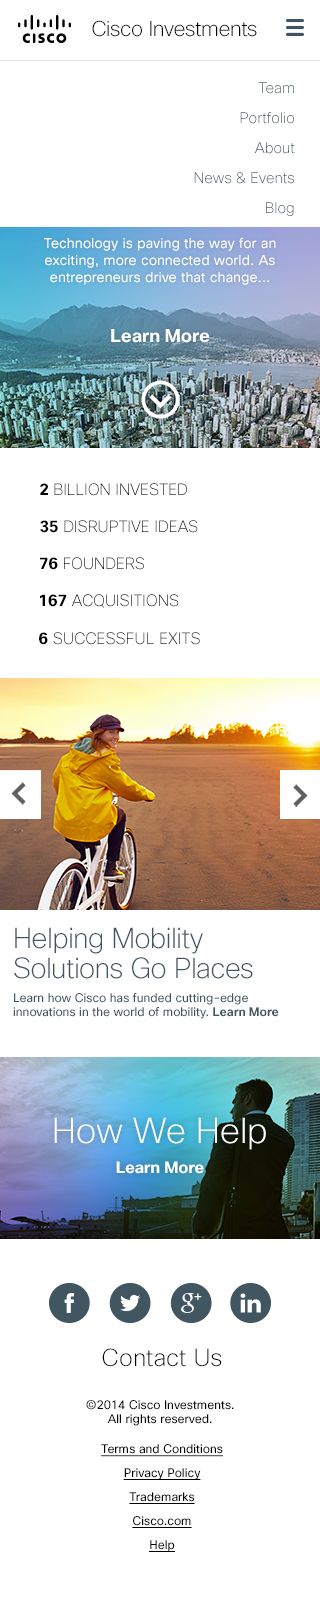 CISCO
Cisco Investments
Team
Portfolio
About
News & Events
Blog
Technology is paving the way for an
exciting, more connected world. As
entrepreneurs drive that change...
Learn More
2 BILLION INVESTED
35 DISRUPTIVE IDEAS
76 FOUNDERS
167 ACQUISITIONS
6 SUCCESSFUL EXITS
Helping Mobility
Solutions Go Places
Learn how Cisco has funded cutting-edge
innovations in the world of mobility. Learn More
How We Help
Learn More
f
g+
in
Contact Us
©2014 Cisco Investments.
All rights reserved.
Terms and Conditions
Privacy Policy
Trademarks
Cisco.com
Help